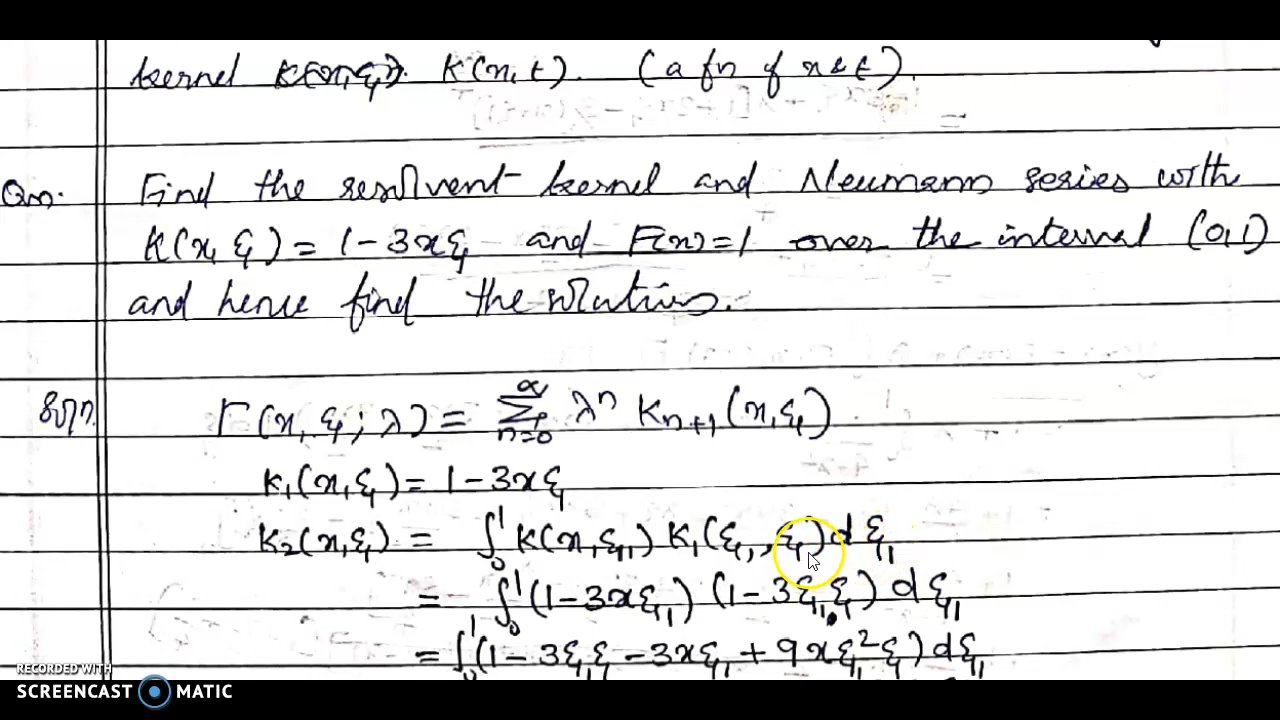 kernel K(x,ξ). K(x,t). (a fn of x & t).
Qn. Find the resolvent kernel and Neumann series with
K(x, ξ) = 1 - 3xξ and F(x) = 1 over the interval (0,1)
and hence find the solutions.
Soln. Γ(x, ξ; λ) = ∑_{n=0}^{∞} λⁿ K_{n+1}(x,ξ).
K₁(x,ξ) = 1 - 3xξ
K₂(x,ξ) = ∫₀¹ K(x,ξ₁) K₁(ξ₁,ξ) dξ₁
= ∫₀¹ (1 - 3xξ₁) (1 - 3ξ₁ξ) dξ₁
= ∫₀¹ (1 - 3ξ₁ξ - 3xξ₁ + 9xξ₁²ξ) dξ₁
RECORDED WITH
SCREENCAST MATIC